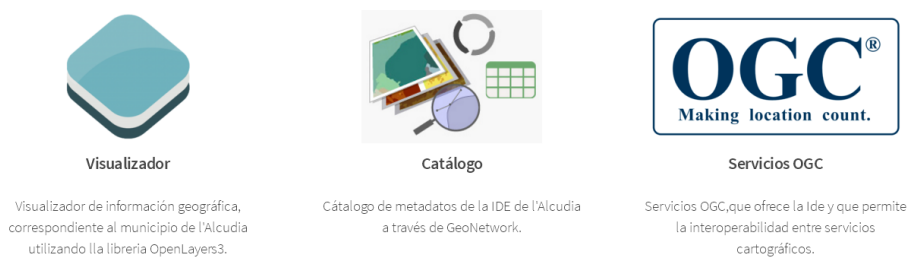 OGC®
Making location count.
Visualizador
Visualizador de información geográfica,
correspondiente al municipio de l'Alcudia
utilizando lla libreria OpenLayers3.
Catálogo
Cátalogo de metadatos de la IDE de l'Alcudia
a través de GeoNetwork.
Servicios OGC
Servicios OGC,que ofrece la Ide y que permite
la interoperabilidad entre servicios
cartográficos.